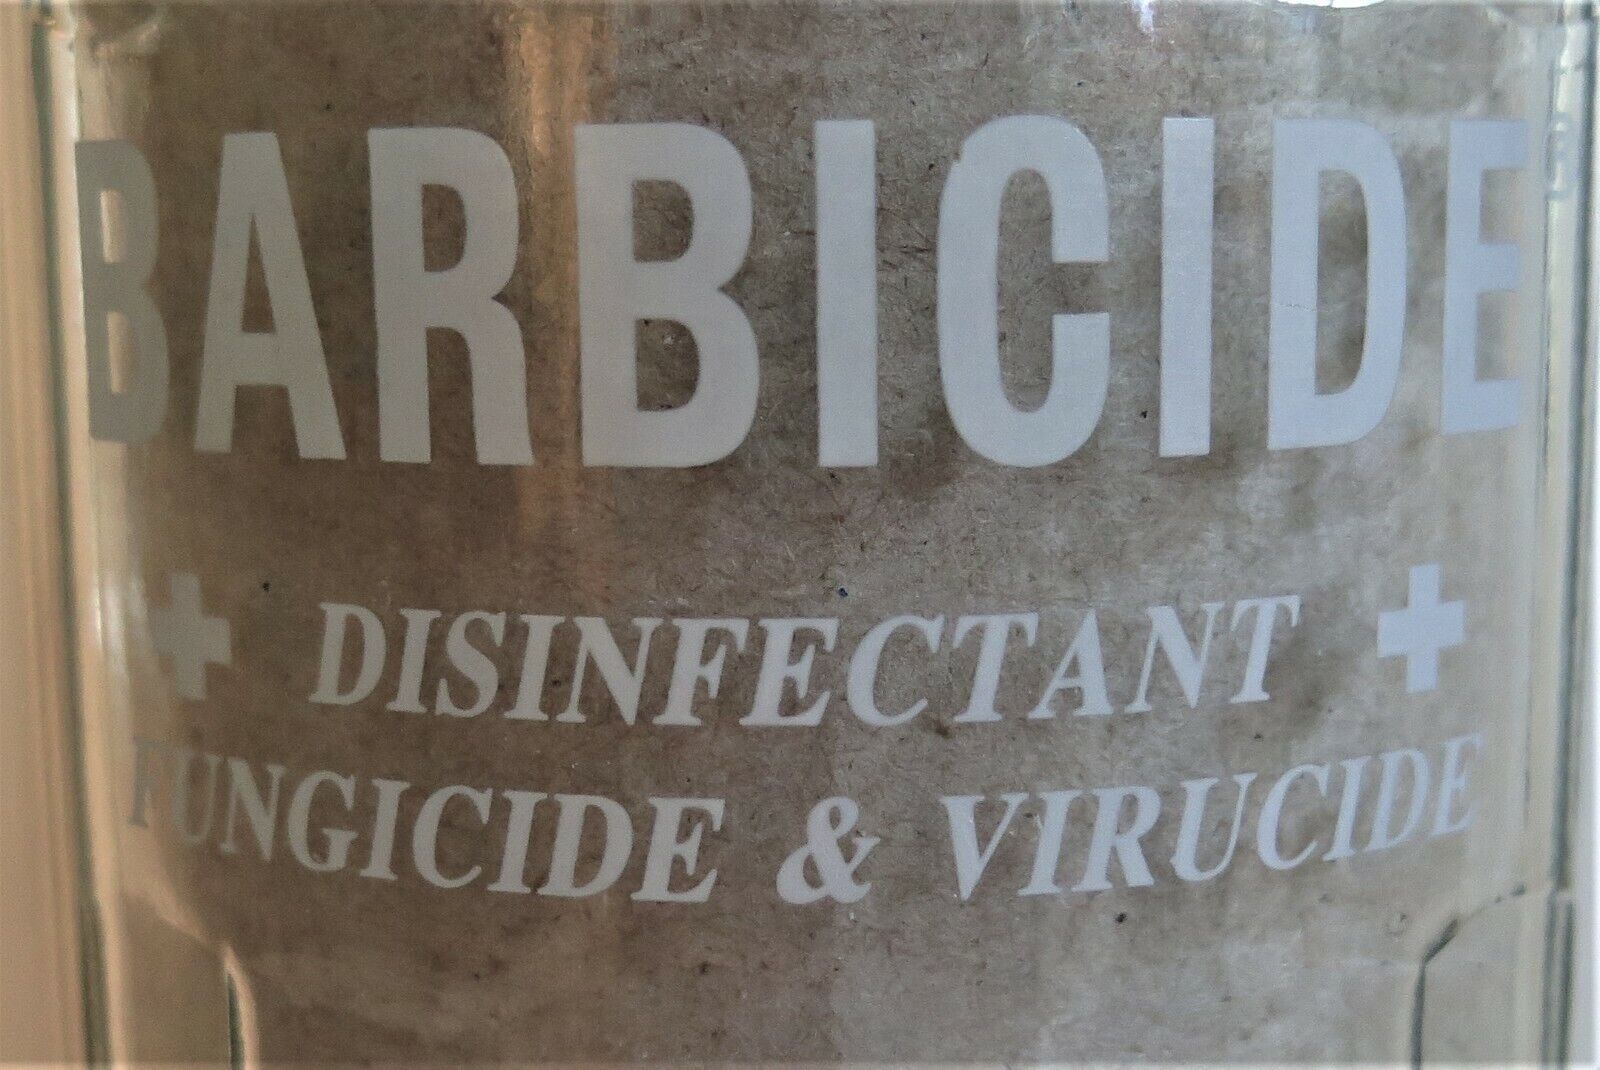 BARBICIDE
+ DISINFECTANT +
FUNGICIDE & VIRUCIDE